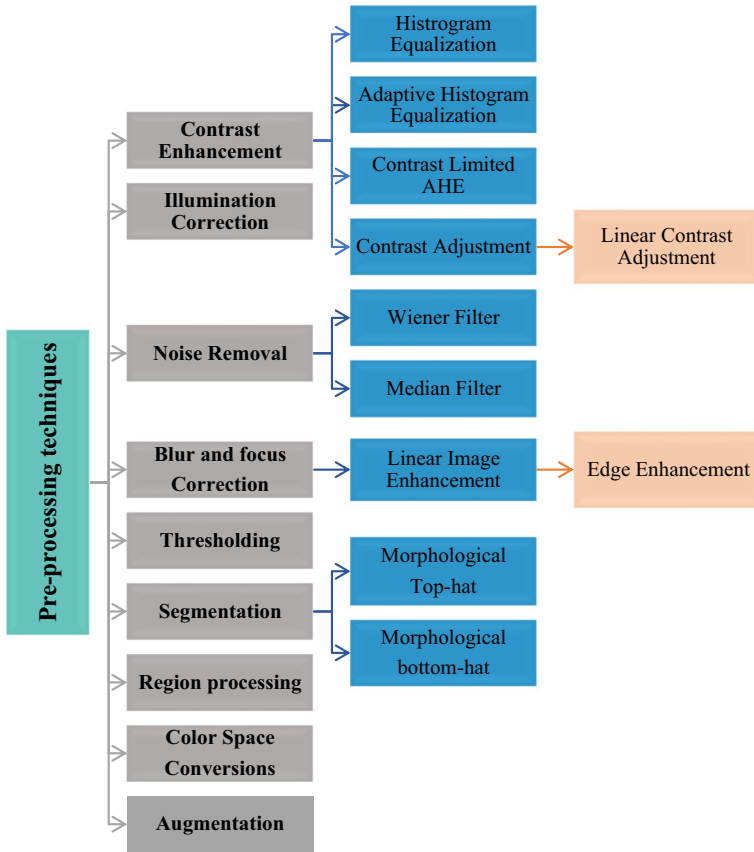 Pre-processing techniques
Contrast
Enhancement
Histrogram
Equalization
Adaptive Histogram
Equalization
Contrast Limited
AHE
Contrast Adjustment
Linear Contrast
Adjustment
Illumination
Correction
Noise Removal
Wiener Filter
Median Filter
Blur and focus
Correction
Linear Image
Enhancement
Edge Enhancement
Thresholding
Segmentation
Morphological
Top-hat
Morphological
bottom-hat
Region processing
Color Space
Conversions
Augmentation